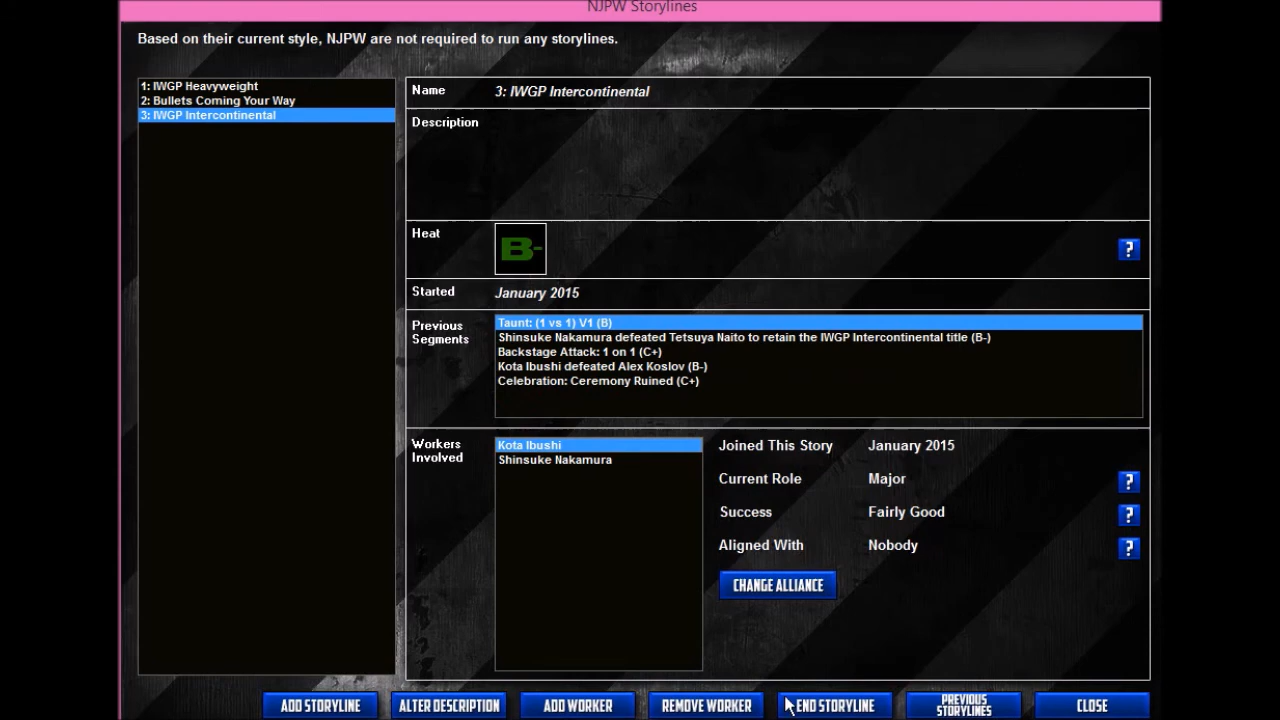 NJPW Storylines
Based on their current style, NJPW are not required to run any storylines.
1: IWGP Heavyweight
2: Bullets Coming Your Way
3: IWGP Intercontinental
Name 3: IWGP Intercontinental
Description
Heat B- ?
Started January 2015
Previous Segments
Taunt: (1 vs 1) V1 (B)
Shinsuke Nakamura defeated Tetsuya Naito to retain the IWGP Intercontinental title (B-)
Backstage Attack: 1 on 1 (C+)
Kota Ibushi defeated Alex Koslov (B-)
Celebration: Ceremony Ruined (C+)
Workers Involved
Kota Ibushi
Shinsuke Nakamura
Joined This Story January 2015
Current Role Major ?
Success Fairly Good ?
Aligned With Nobody ?
CHANGE ALLIANCE
ADD STORYLINE ALTER DESCRIPTION ADD WORKER REMOVE WORKER END STORYLINE PREVIOUS STORYLINES CLOSE